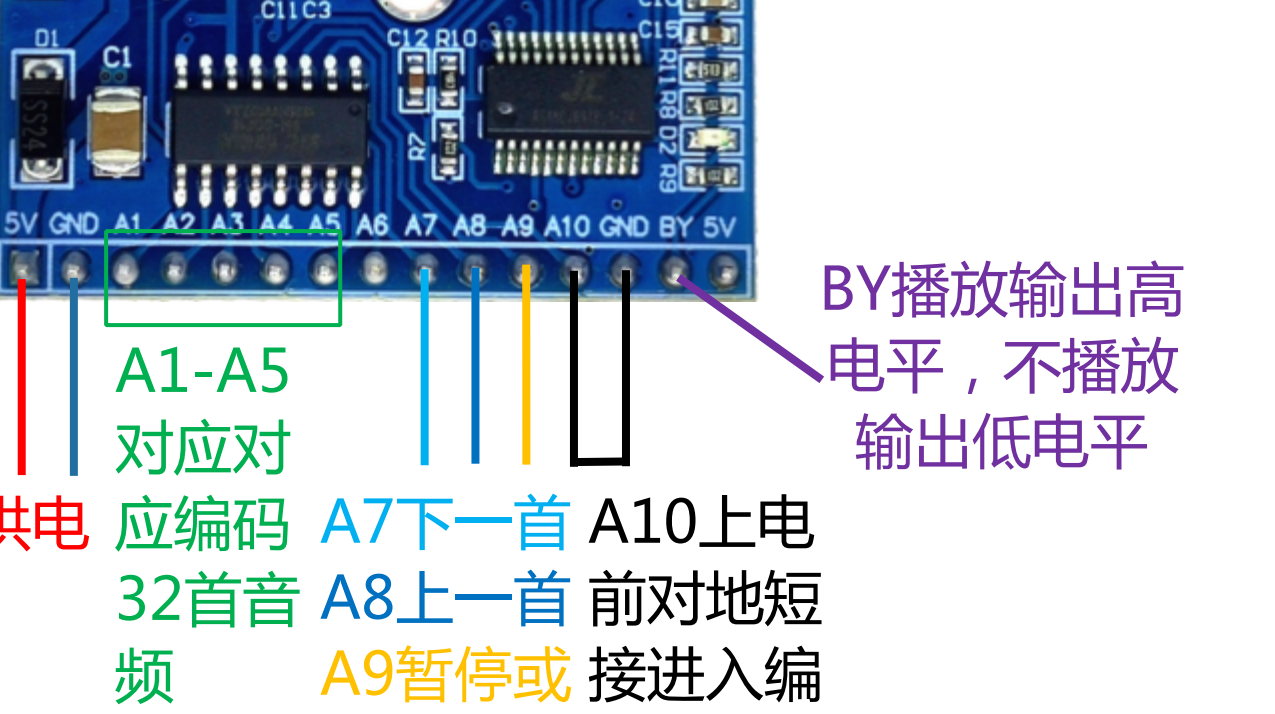 C11 C3
D1
C1
C12 R10
C15
R11
R8
D2
R9
R7
SS24
JL
5V GND A1 A2 A3 A4 A5 A6 A7 A8 A9 A10 GND BY 5V
BY播放输出高
电平，不播放
输出低电平
A1-A5
对应对
应编码
32首音
频
供电
A7下一首
A8上一首
A9暂停或
A10上电
前对地短
接进入编